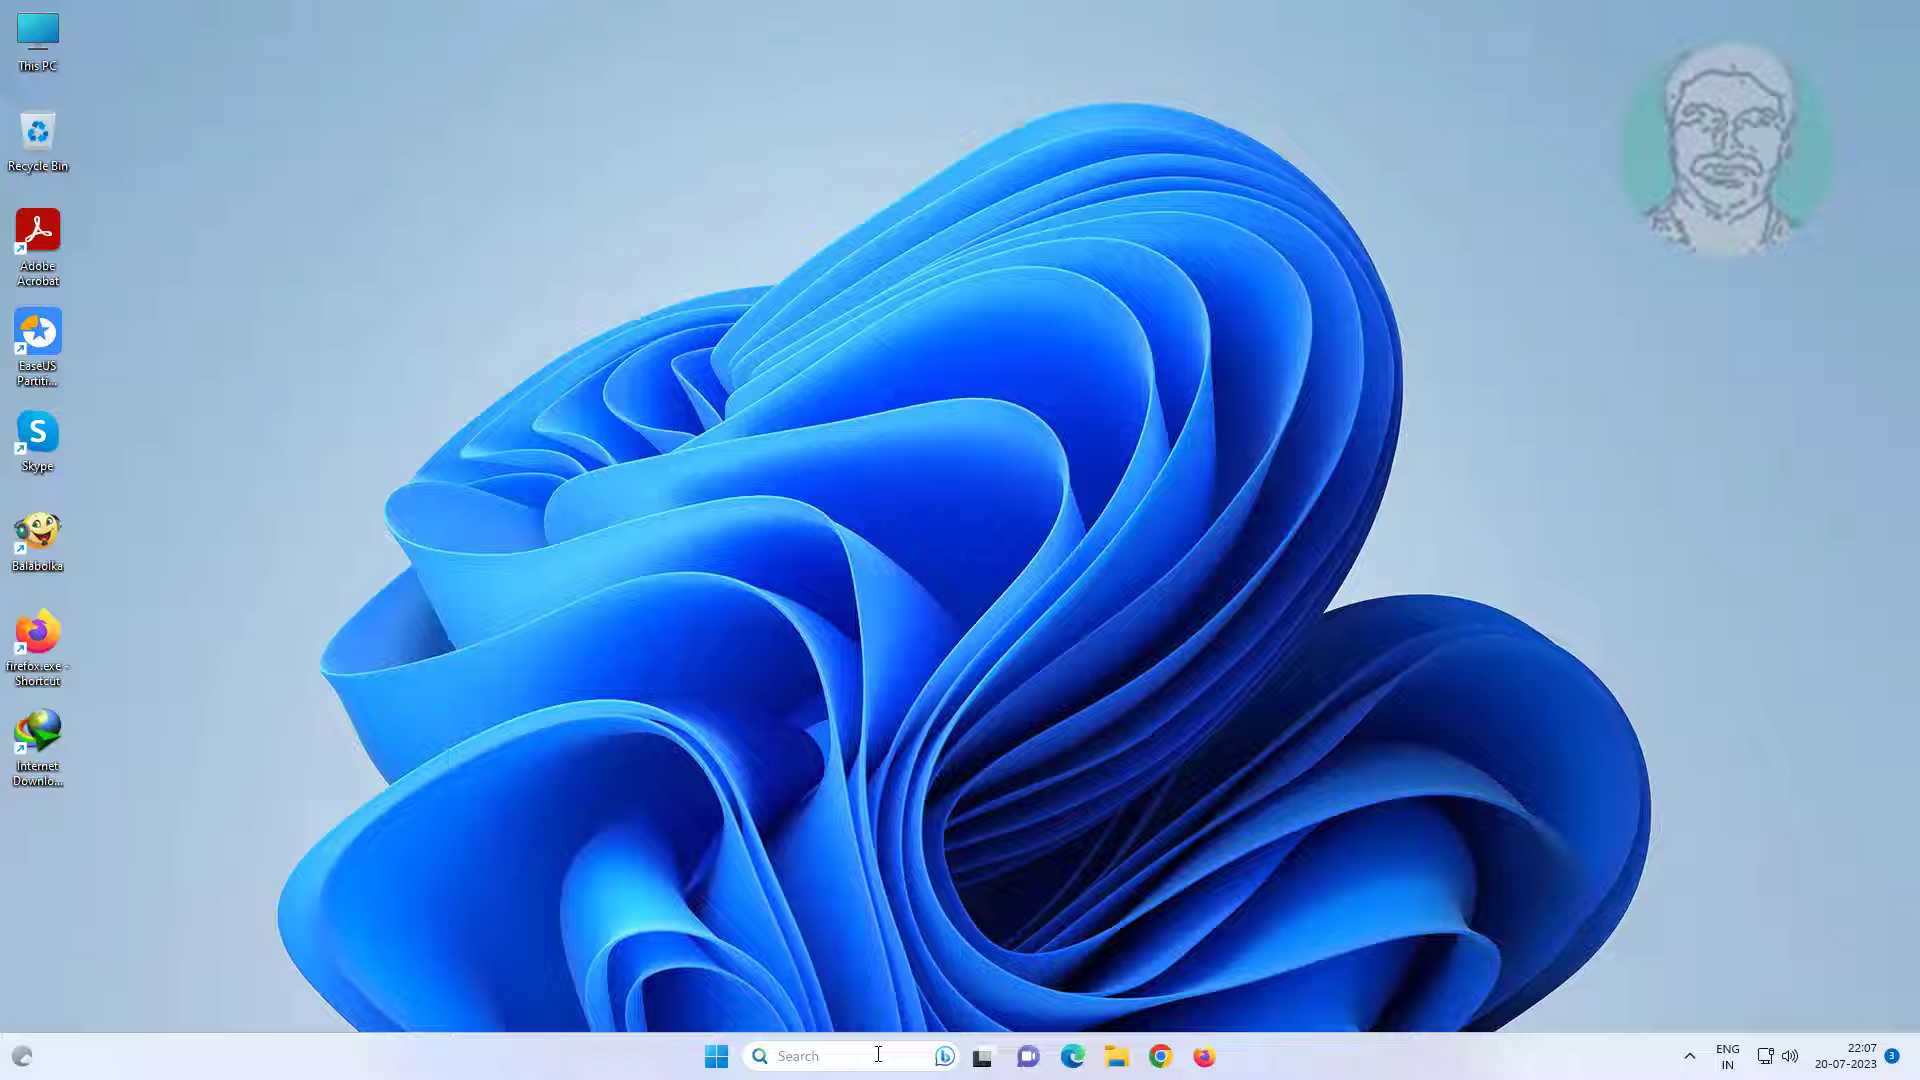 This PC
Recycle Bin
Adobe
Acrobat
EaseUS
Partiti...
S
Skype
Balabolka
firefox.exe -
Shortcut
Internet
Downlo...
Search
b
ENG
IN
22:07
20-07-2023
3